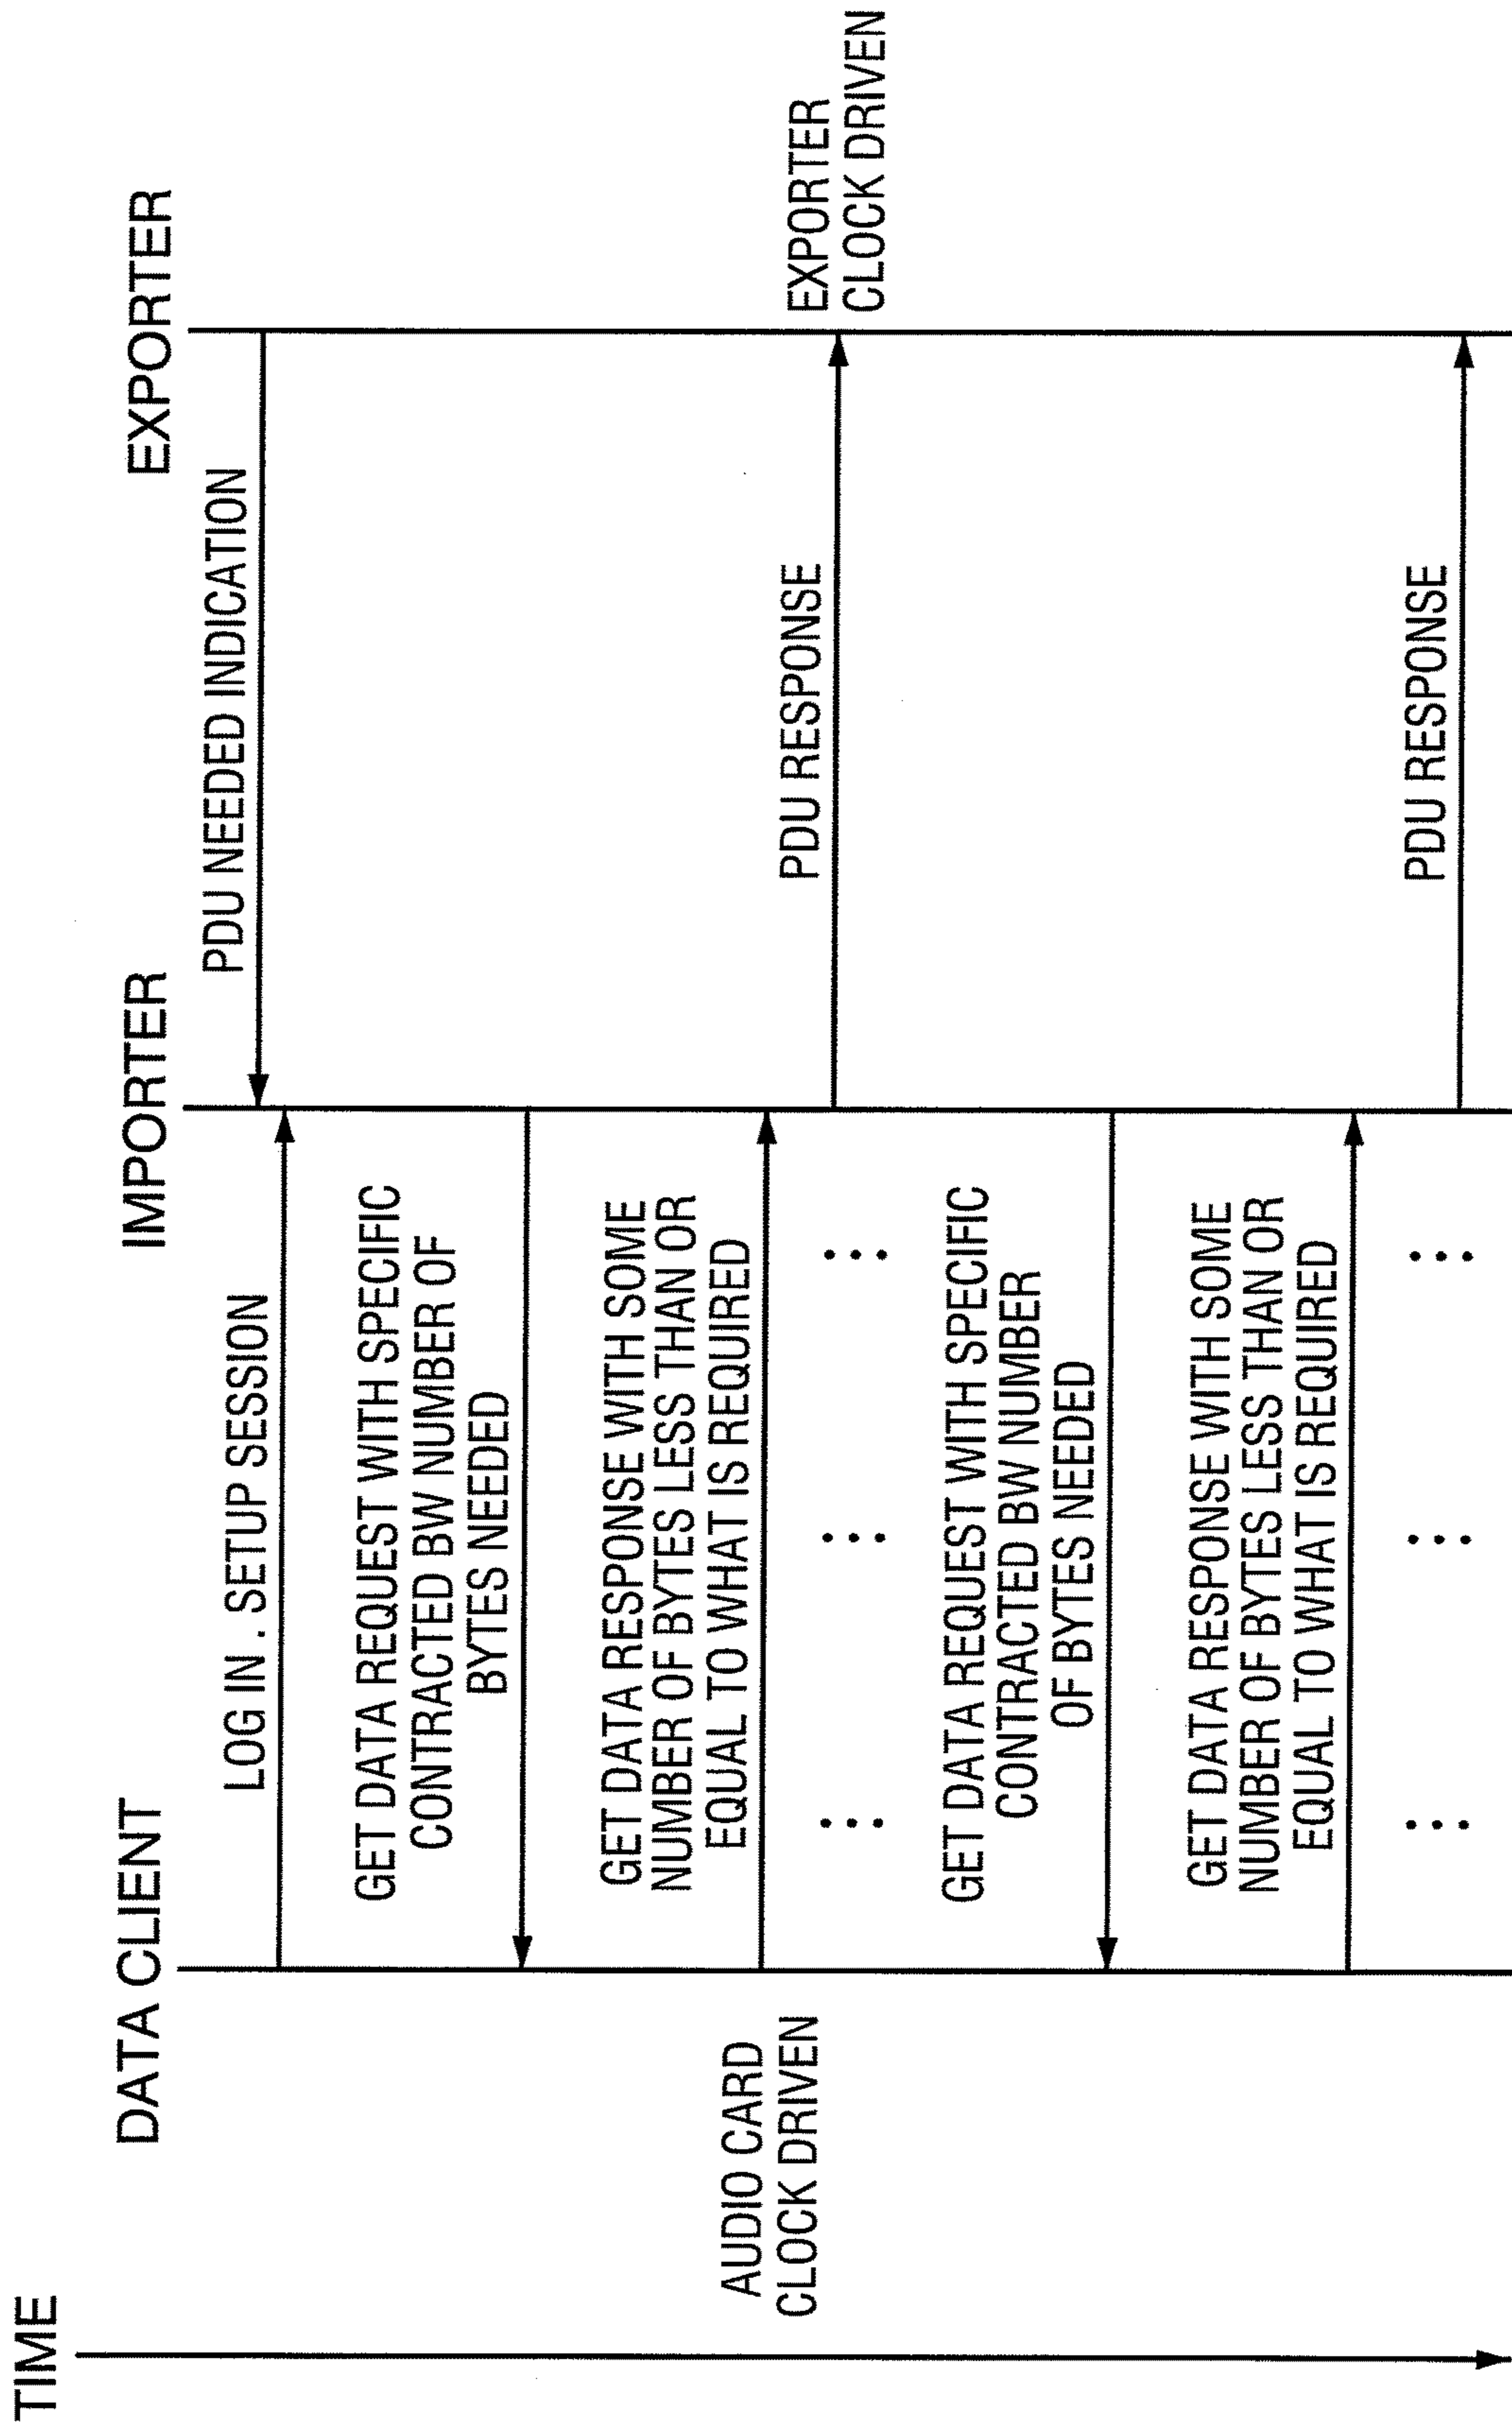 TIME
DATA CLIENT
IMPORTER
EXPORTER
PDU NEEDED INDICATION
LOG IN . SETUP SESSION
GET DATA REQUEST WITH SPECIFIC
CONTRACTED BW NUMBER OF
BYTES NEEDED
GET DATA RESPONSE WITH SOME
NUMBER OF BYTES LESS THAN OR
EQUAL TO WHAT IS REQUIRED
AUDIO CARD
CLOCK DRIVEN
PDU RESPONSE
EXPORTER
CLOCK DRIVEN
GET DATA REQUEST WITH SPECIFIC
CONTRACTED BW NUMBER
OF BYTES NEEDED
GET DATA RESPONSE WITH SOME
NUMBER OF BYTES LESS THAN OR
EQUAL TO WHAT IS REQUIRED
PDU RESPONSE